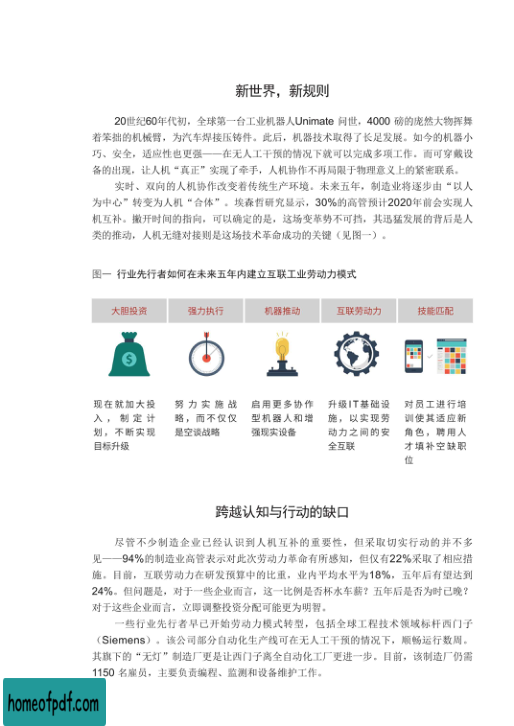 新世界，新规则
20世纪60年代初，全球第一台工业机器人Unimate 问世，4000 磅的庞然大物挥舞
着笨拙的机械臂，为汽车焊接压铸件。此后，机器技术取得了长足发展。如今的机器小
巧、安全，适应性也更强——在无人工干预的情况下就可以完成多项工作。而可穿戴设
备的出现，让人机“真正”实现了牵手，人机协作不再局限于物理意义上的紧密联系。
实时、双向的人机协作改变着传统生产环境。未来五年，制造业将逐步由“以人
为中心”转变为人机“合体”。埃森哲研究显示，30%的高管预计2020年前会实现人
机互补。撇开时间的指向，可以确定的是，这场变革势不可挡，其迅猛发展的背后是人
类的推动，人机无缝对接则是这场技术革命成功的关键（见图一）。
图一 行业先行者如何在未来五年内建立互联工业劳动力模式
大胆投资 强力执行 机器推动 互联劳动力 技能匹配
现在就加大投 努力实施战 启用更多协作 升级IT基础设 对员工进行培
入，制定计 略，而不仅仅 型机器人和增 施，以实现劳 训使其适应新
划，不断实现 是空谈战略 强现实设备 动力之间的安 角色，聘用人
目标升级 全互联 才填补空缺职
位
跨越认知与行动的缺口
尽管不少制造企业已经认识到人机互补的重要性，但采取切实行动的并不多
见——94%的制造业高管表示对此次劳动力革命有所感知，但仅有22%采取了相应措
施。目前，互联劳动力在研发预算中的比重，业内平均水平为18%，五年后有望达到
24%。但问题是，对于一些企业而言，这一比例是否杯水车薪？五年后是否为时已晚？
对于这些企业而言，立即调整投资分配可能更为明智。
一些行业先行者早已开始劳动力模式转型，包括全球工程技术领域标杆西门子
（Siemens）。该公司部分自动化生产线可在无人工干预的情况下，顺畅运行数周。
其旗下的“无灯”制造厂更是让西门子离全自动化工厂更进一步。目前，该制造厂仍需
1150 名雇员，主要负责编程、监测和设备维护工作。
homeofpdf.com